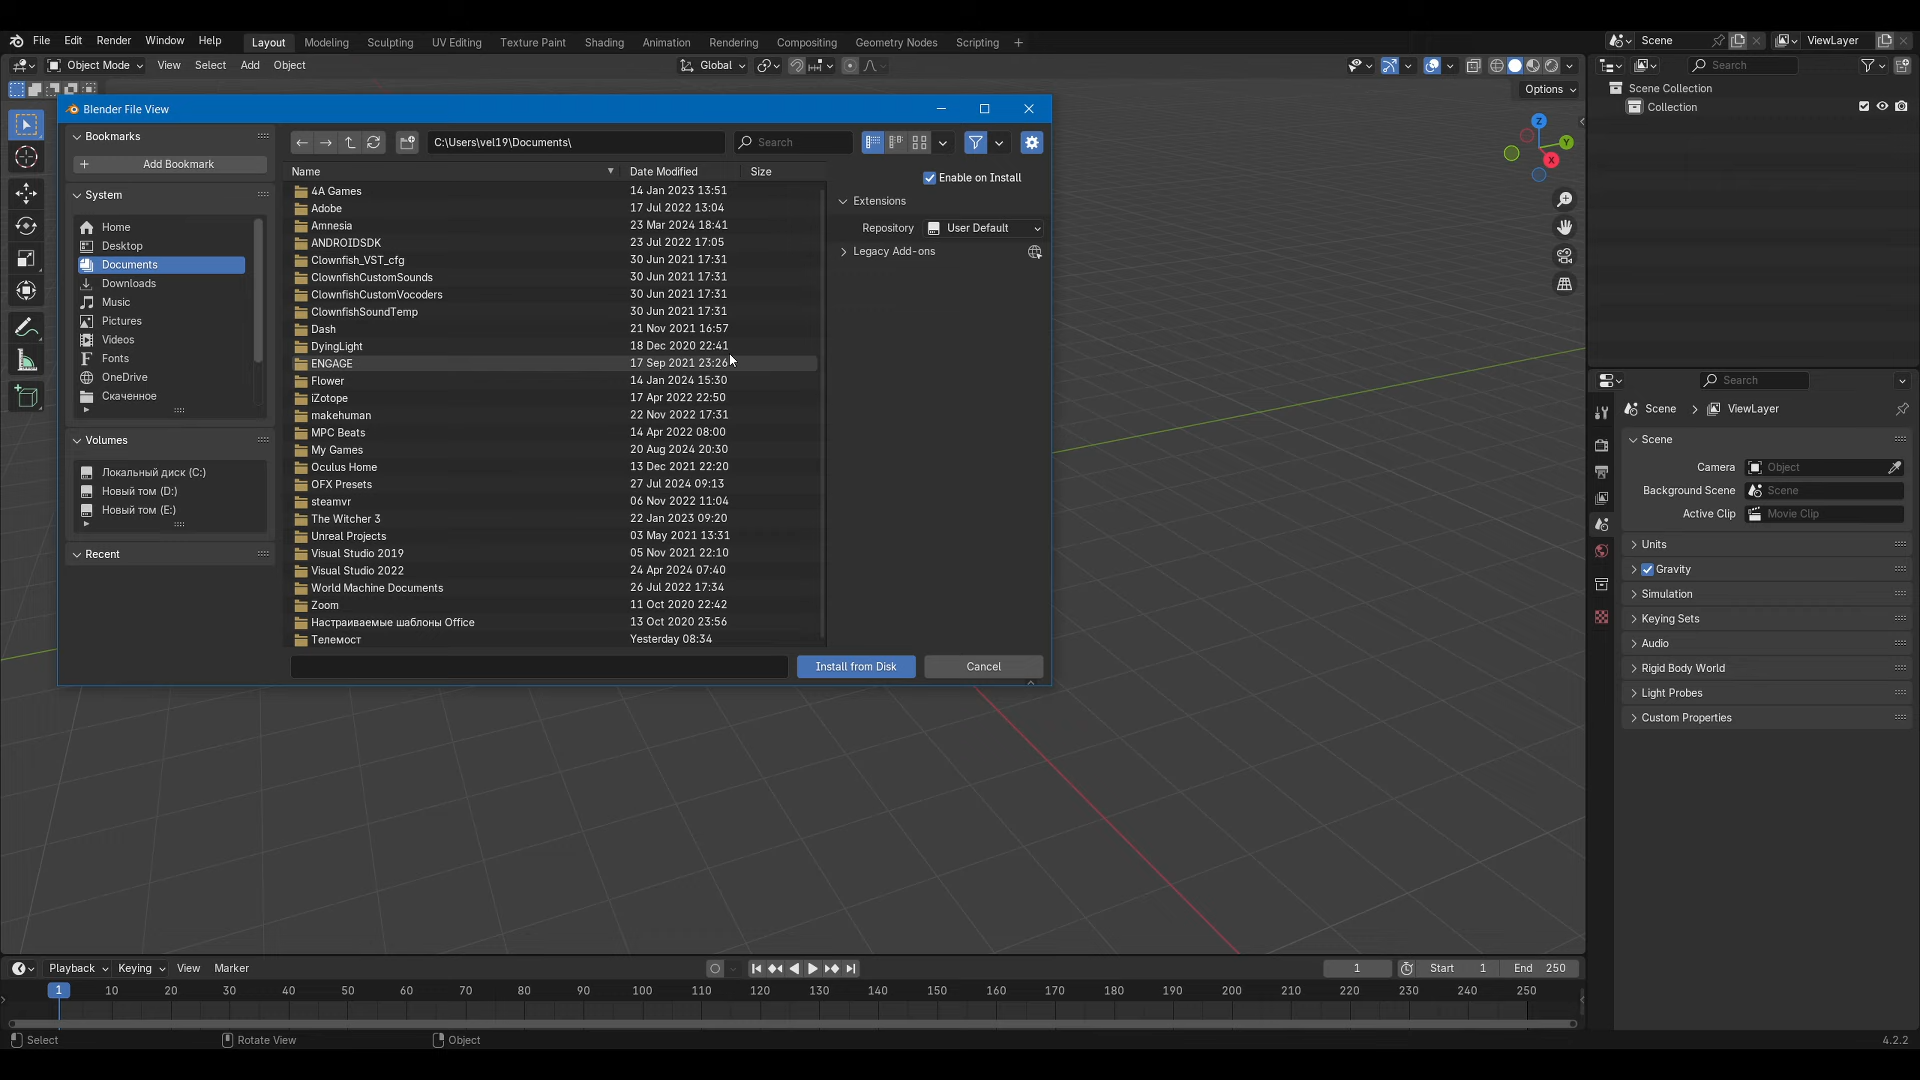 File Edit Render Window Help Layout Modeling Sculpting UV Editing Texture Paint Shading Animation Rendering Compositing Geometry Nodes Scripting + Scene ViewLayer
Object Mode View Select Add Object Global Search
Options
Scene Collection
Collection
Blender File View
Bookmarks
Add Bookmark
System
Home
Desktop
Documents
Downloads
Music
Pictures
Videos
Fonts
OneDrive
Скаченное
Volumes
Локальный диск (C:)
Новый том (D:)
Новый том (E:)
Recent
C:\Users\vel19\Documents\ Search
Name Date Modified Size
4A Games 14 Jan 2023 13:51
Adobe 17 Jul 2022 13:04
Amnesia 23 Mar 2024 18:41
ANDROIDSDK 23 Jul 2022 17:05
Clownfish_VST_cfg 30 Jun 2021 17:31
ClownfishCustomSounds 30 Jun 2021 17:31
ClownfishCustomVocoders 30 Jun 2021 17:31
ClownfishSoundTemp 30 Jun 2021 17:31
Dash 21 Nov 2021 16:57
DyingLight 18 Dec 2020 22:41
ENGAGE 17 Sep 2021 23:26
Flower 14 Jan 2024 15:30
iZotope 17 Apr 2022 22:50
makehuman 22 Nov 2022 17:31
MPC Beats 14 Apr 2022 08:00
My Games 20 Aug 2024 20:30
Oculus Home 13 Dec 2021 22:20
OFX Presets 27 Jul 2024 09:13
steamvr 06 Nov 2022 11:04
The Witcher 3 22 Jan 2023 09:20
Unreal Projects 03 May 2021 13:31
Visual Studio 2019 05 Nov 2021 22:10
Visual Studio 2022 24 Apr 2024 07:40
World Machine Documents 26 Jul 2022 17:34
Zoom 11 Oct 2020 22:42
Настраиваемые шаблоны Office 13 Oct 2020 23:56
Телемост Yesterday 08:34
Enable on Install
Extensions
Repository User Default
Legacy Add-ons
Install from Disk Cancel
Z
Y
X
Search
Scene > ViewLayer
Scene
Camera Object
Background Scene Scene
Active Clip Movie Clip
Units
Gravity
Simulation
Keying Sets
Audio
Rigid Body World
Light Probes
Custom Properties
Playback Keying View Marker 1 Start 1 End 250
1 10 20 30 40 50 60 70 80 90 100 110 120 130 140 150 160 170 180 190 200 210 220 230 240 250
Select Rotate View Object 4.2.2